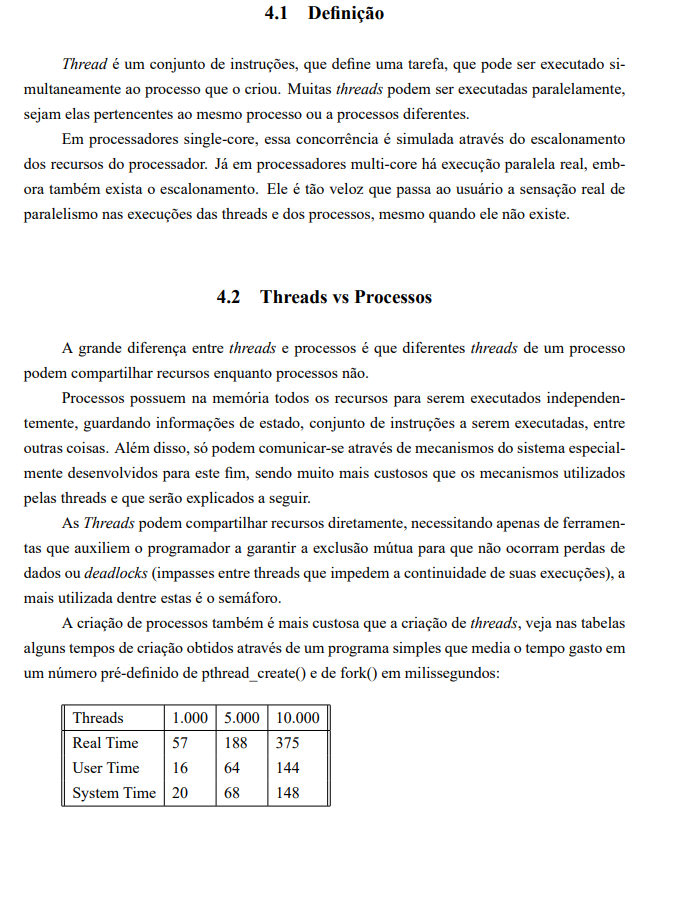 4.1 Definição
Thread é um conjunto de instruções, que define uma tarefa, que pode ser executado si-
multaneamente ao processo que o criou. Muitas threads podem ser executadas paralelamente,
sejam elas pertencentes ao mesmo processo ou a processos diferentes.
Em processadores single-core, essa concorrência é simulada através do escalonamento
dos recursos do processador. Já em processadores multi-core há execução paralela real, emb-
ora também exista o escalonamento. Ele é tão veloz que passa ao usuário a sensação real de
paralelismo nas execuções das threads e dos processos, mesmo quando ele não existe.
4.2 Threads vs Processos
A grande diferença entre threads e processos é que diferentes threads de um processo
podem compartilhar recursos enquanto processos não.
Processos possuem na memória todos os recursos para serem executados independen-
temente, guardando informações de estado, conjunto de instruções a serem executadas, entre
outras coisas. Além disso, só podem comunicar-se através de mecanismos do sistema especial-
mente desenvolvidos para este fim, sendo muito mais custosos que os mecanismos utilizados
pelas threads e que serão explicados a seguir.
As Threads podem compartilhar recursos diretamente, necessitando apenas de ferramen-
tas que auxiliem o programador a garantir a exclusão mútua para que não ocorram perdas de
dados ou deadlocks (impasses entre threads que impedem a continuidade de suas execuções), a
mais utilizada dentre estas é o semáforo.
A criação de processos também é mais custosa que a criação de threads, veja nas tabelas
alguns tempos de criação obtidos através de um programa simples que media o tempo gasto em
um número pré-definido de pthread_create() e de fork() em milissegundos:
Threads 1.000 5.000 10.000
Real Time 57 188 375
User Time 16 64 144
System Time 20 68 148